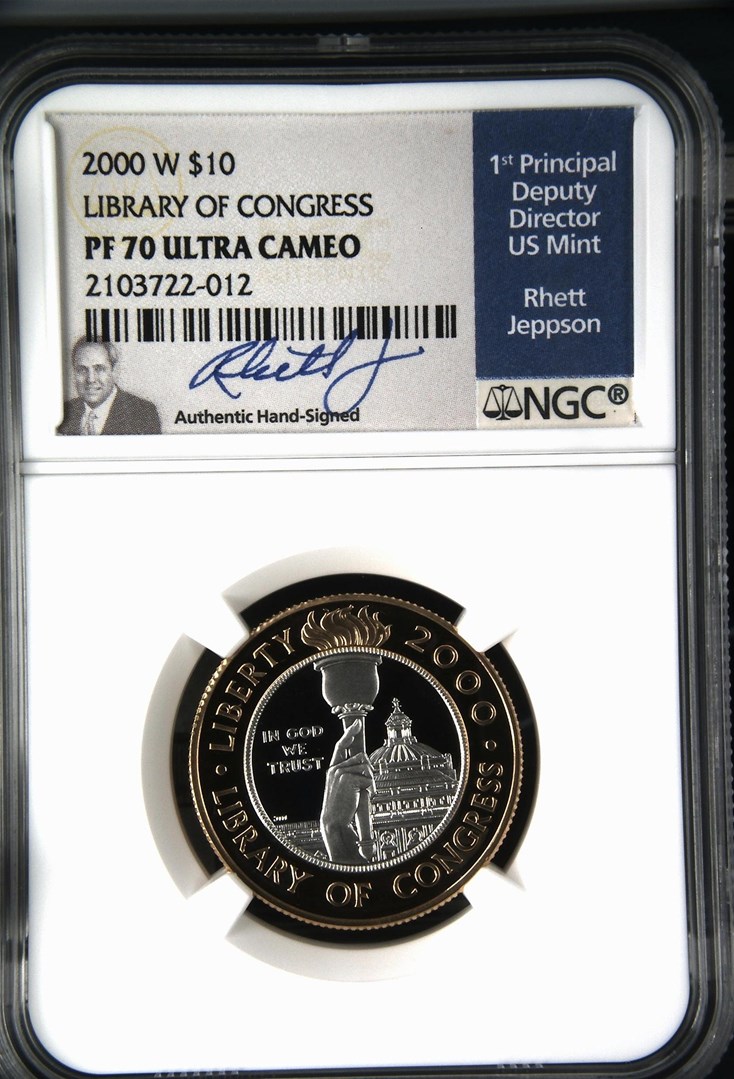 2000 W $10
LIBRARY OF CONGRESS
PF 70 ULTRA CAMEO
2103722-012
Rhett J
Authentic Hand-Signed
1st Principal
Deputy
Director
US Mint
Rhett
Jeppson
NGC®
LIBERTY 2000
IN GOD
WE
TRUST
· LIBRARY OF CONGRESS ·